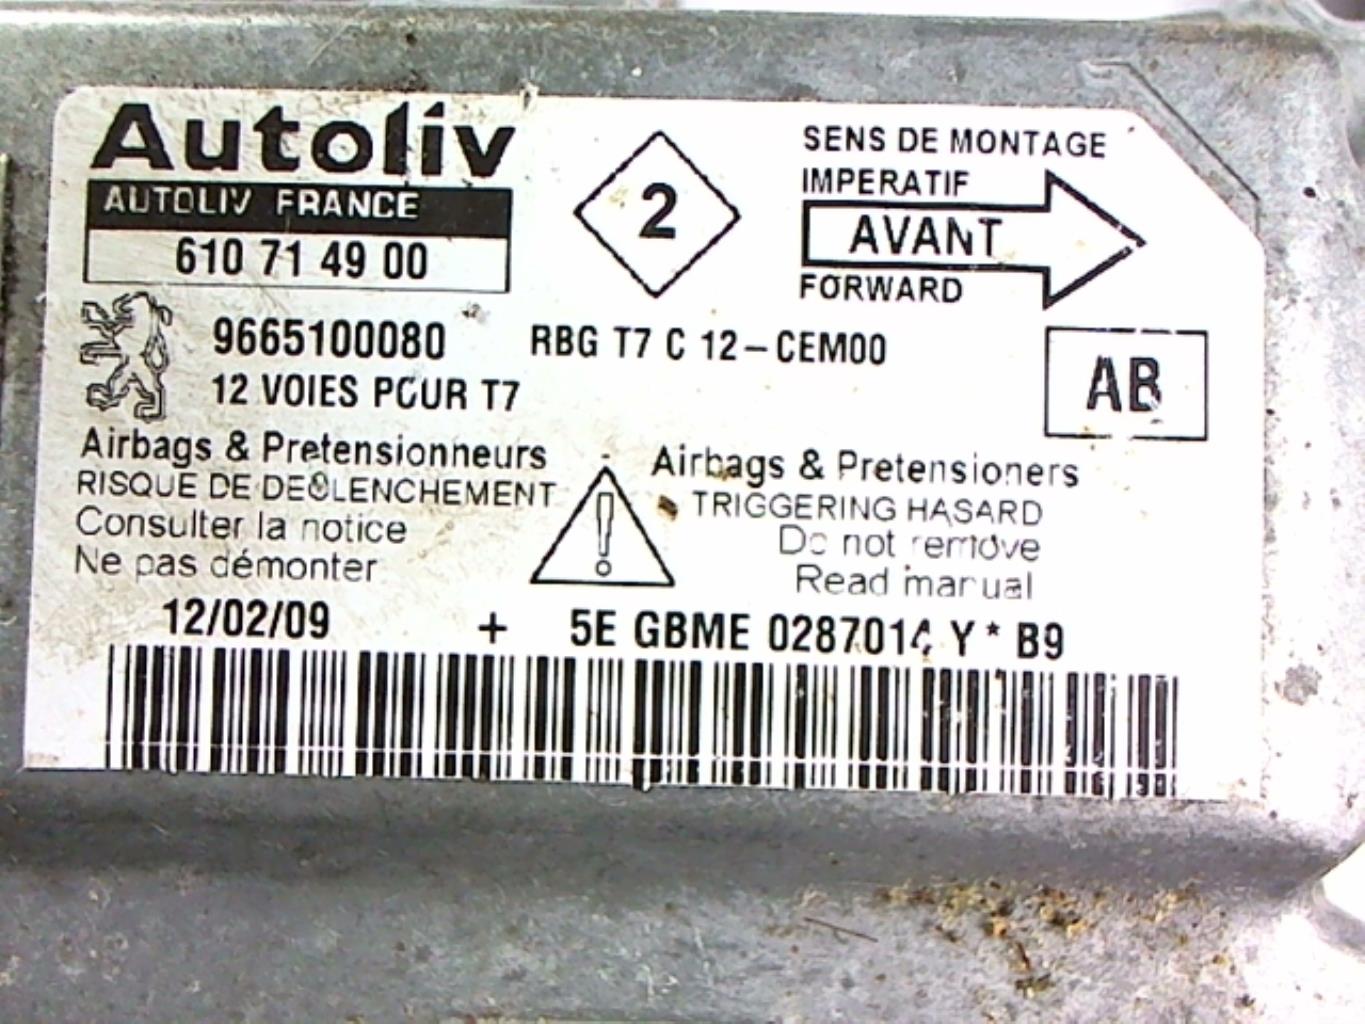 Autoliv
AUTOLIV FRANCE
610 71 49 00
2
SENS DE MONTAGE
IMPERATIF
AVANT
FORWARD
9665100080
RBG T7 C 12-CEM00
12 VOIES POUR T7
AB
Airbags & Pretensionneurs
RISQUE DE DECLENCHEMENT
Consulter la notice
Ne pas démonter
!
Airbags & Pretensioners
TRIGGERING HASARD
Do not remove
Read manual
12/02/09 + 5E GBME 0287014 Y * B9